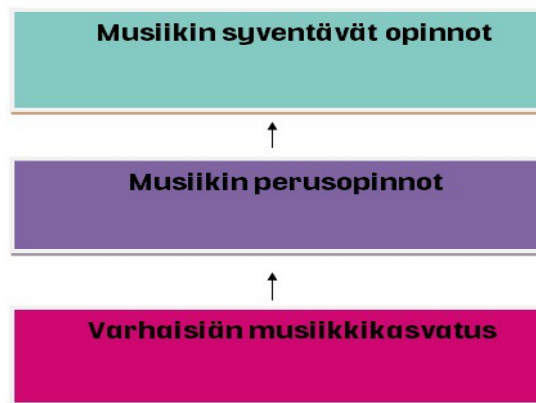 Musiikin syventävät opinnot
Musiikin perusopinnot
Varhaisiän musiikkikasvatus